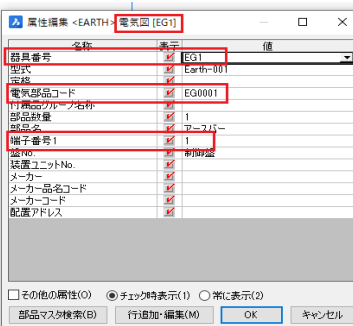 属性編集 <EARTH> 電気図 [EG1]
名称 表示 値
器具番号 EG1
型式 Earth-001
定格
電気部品コード EG0001
付属品グループ名称
部品数量 1
部品名 アースバー
端子番号1 1
盤No. 制御盤
装置ユニットNo.
メーカー
メーカー品名コード
メーカーコード
配置アドレス
その他の属性(O) チェック時表示(1) 常に表示(2)
部品マスタ検索(B) 行追加・編集(M) OK キャンセル